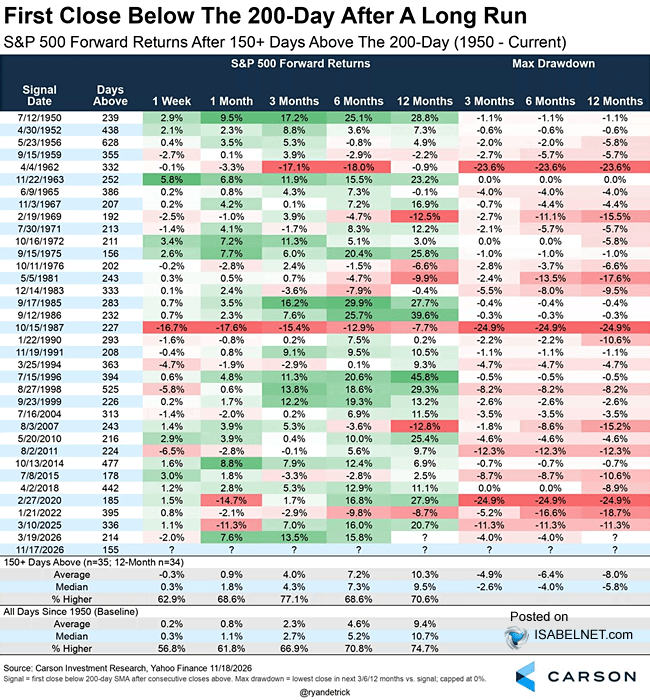 First Close Below The 200-Day After A Long Run
S&P 500 Forward Returns After 150+ Days Above The 200-Day (1950 - Current)
S&P 500 Forward Returns Max Drawdown
Signal Date Days Above 1 Week 1 Month 3 Months 6 Months 12 Months 3 Months 6 Months 12 Months
7/12/1950 239 2.9% 9.5% 17.2% 25.1% 28.8% -1.1% -1.1% -1.1%
4/30/1952 438 2.1% 2.3% 8.8% 3.6% 7.3% -0.6% -0.6% -0.6%
5/23/1956 628 0.4% 3.5% 5.3% -0.8% 4.9% -2.0% -2.0% -5.8%
9/15/1959 355 -2.7% 0.1% 3.9% -2.9% -2.2% -2.7% -5.7% -5.7%
4/4/1962 332 -0.1% -3.3% -17.1% -18.0% -0.9% -23.6% -23.6% -23.6%
11/22/1963 252 5.8% 6.8% 11.9% 15.5% 23.2% 0.0% 0.0% 0.0%
6/9/1965 386 0.2% 0.8% 4.3% 7.3% -0.1% -4.0% -4.0% -4.0%
11/3/1967 207 0.2% 4.2% 0.1% 7.2% 16.9% -0.7% -4.4% -4.4%
2/19/1969 192 -2.5% -1.0% 3.9% -4.7% -12.5% -2.7% -11.1% -15.5%
7/30/1971 213 -1.4% 4.1% -1.7% 8.3% 12.2% -2.1% -5.7% -5.7%
10/16/1972 211 3.4% 7.2% 11.3% 5.1% 3.0% 0.0% 0.0% -5.8%
9/15/1975 156 2.6% 7.7% 6.0% 20.4% 25.8% -1.0% -1.0% -1.0%
10/11/1976 202 -0.2% -2.8% 2.4% -1.5% -6.6% -2.8% -3.7% -6.6%
5/5/1981 243 0.3% 0.5% 0.7% -4.7% -9.9% -2.4% -13.5% -17.6%
12/14/1983 333 0.1% 2.4% -3.6% -7.9% -0.4% -5.5% -8.0% -9.5%
9/17/1985 283 0.7% 3.5% 16.2% 29.9% 27.7% -0.4% -0.4% -0.4%
9/12/1986 232 0.7% 2.3% 7.6% 25.7% 39.6% -0.3% -0.3% -0.3%
10/15/1987 227 -16.7% -17.6% -15.4% -12.9% -7.7% -24.9% -24.9% -24.9%
1/22/1990 293 -1.6% -0.8% 0.2% 7.5% 0.2% -2.2% -2.2% -10.6%
11/19/1991 208 -0.4% 0.8% 9.1% 9.5% 10.5% -1.1% -1.1% -1.1%
3/25/1994 363 -4.7% -1.9% -2.9% 0.1% 9.3% -4.7% -4.7% -4.7%
7/15/1996 394 0.6% 4.8% 11.3% 20.6% 45.8% -0.5% -0.5% -0.5%
8/27/1998 525 -5.8% 0.6% 13.8% 18.6% 29.3% -8.2% -8.2% -8.2%
9/23/1999 226 0.2% 1.7% 12.2% 19.3% 13.2% -2.6% -2.6% -2.6%
7/16/2004 313 -1.4% -2.0% 0.2% 6.9% 11.5% -3.5% -3.5% -3.5%
8/3/2007 243 1.4% 3.9% 5.3% -3.6% -12.8% -1.8% -8.6% -15.2%
5/20/2010 216 2.9% 3.9% 0.4% 10.0% 25.4% -4.6% -4.6% -4.6%
8/2/2011 224 -6.5% -2.8% -0.1% 5.6% 9.7% -12.3% -12.3% -12.3%
10/13/2014 477 1.6% 8.8% 7.9% 12.4% 6.9% -0.7% -0.7% -0.7%
7/8/2015 178 3.0% 1.8% -3.3% -2.8% 2.5% -8.7% -8.7% -10.6%
4/2/2018 442 1.2% 2.8% 5.3% 12.9% 11.1% 0.0% 0.0% -8.9%
2/27/2020 185 1.5% -14.7% 1.7% 16.8% 27.9% -24.9% -24.9% -24.9%
1/21/2022 395 0.8% -2.1% -2.9% -9.8% -8.7% -5.2% -16.6% -18.7%
3/10/2025 336 1.1% -11.3% 7.0% 16.0% 20.7% -11.3% -11.3% -11.3%
3/19/2026 214 -2.0% 7.6% 13.5% 15.8% ? -4.0% -4.0% ?
11/17/2026 155 ? ? ? ? ? ? ? ?
150+ Days Above (n=35; 12-Month n=34)
Average -0.3% 0.9% 4.0% 7.2% 10.3% -4.9% -6.4% -8.0%
Median 0.3% 1.8% 4.3% 7.3% 9.5% -2.6% -4.0% -5.8%
% Higher 62.9% 68.6% 77.1% 68.6% 70.6%
All Days Since 1950 (Baseline)
Average 0.2% 0.8% 2.3% 4.6% 9.4%
Median 0.3% 1.1% 2.7% 5.2% 10.7%
% Higher 56.8% 61.8% 66.9% 70.8% 74.7%
Posted on
ISABELNET.com
Source: Carson Investment Research, Yahoo Finance 11/18/2026
Signal = first close below 200-day SMA after consecutive closes above. Max drawdown = lowest close in next 3/6/12 months vs. signal; capped at 0%.
@ryandetrick
CARSON